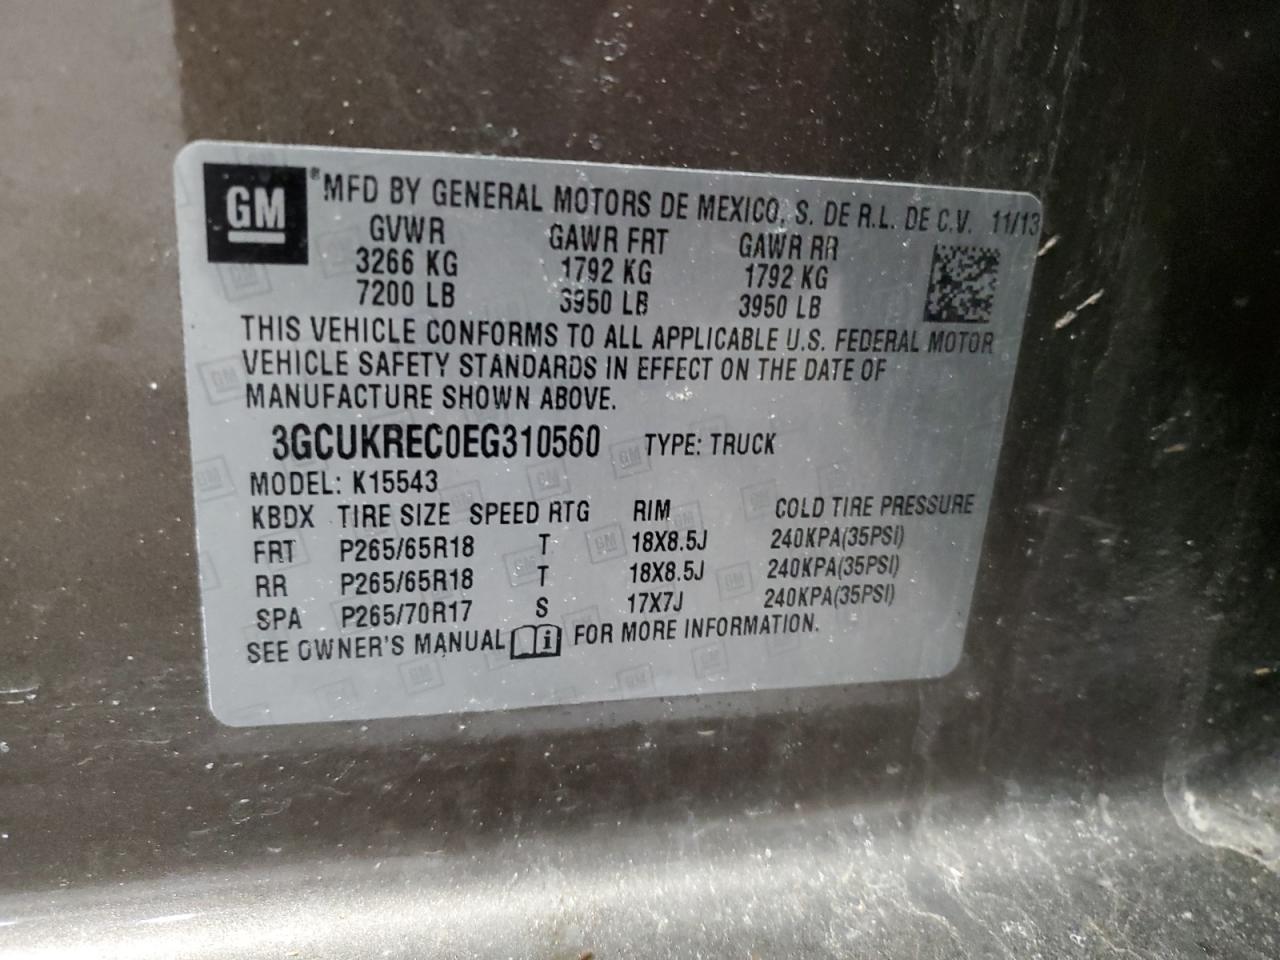 GM ® MFD BY GENERAL MOTORS DE MEXICO, S. DE R.L. DE C.V. 11/13
GVWR GAWR FRT GAWR RR
3266 KG 1792 KG 1792 KG
7200 LB 3950 LB 3950 LB
THIS VEHICLE CONFORMS TO ALL APPLICABLE U.S. FEDERAL MOTOR
VEHICLE SAFETY STANDARDS IN EFFECT ON THE DATE OF
MANUFACTURE SHOWN ABOVE.
3GCUKREC0EG310560 TYPE: TRUCK
MODEL: K15543
KBDX TIRE SIZE SPEED RTG RIM COLD TIRE PRESSURE
FRT P265/65R18 T 18X8.5J 240KPA(35PSI)
RR P265/65R18 T 18X8.5J 240KPA(35PSI)
SPA P265/70R17 S 17X7J 240KPA(35PSI)
SEE OWNER'S MANUAL i FOR MORE INFORMATION.